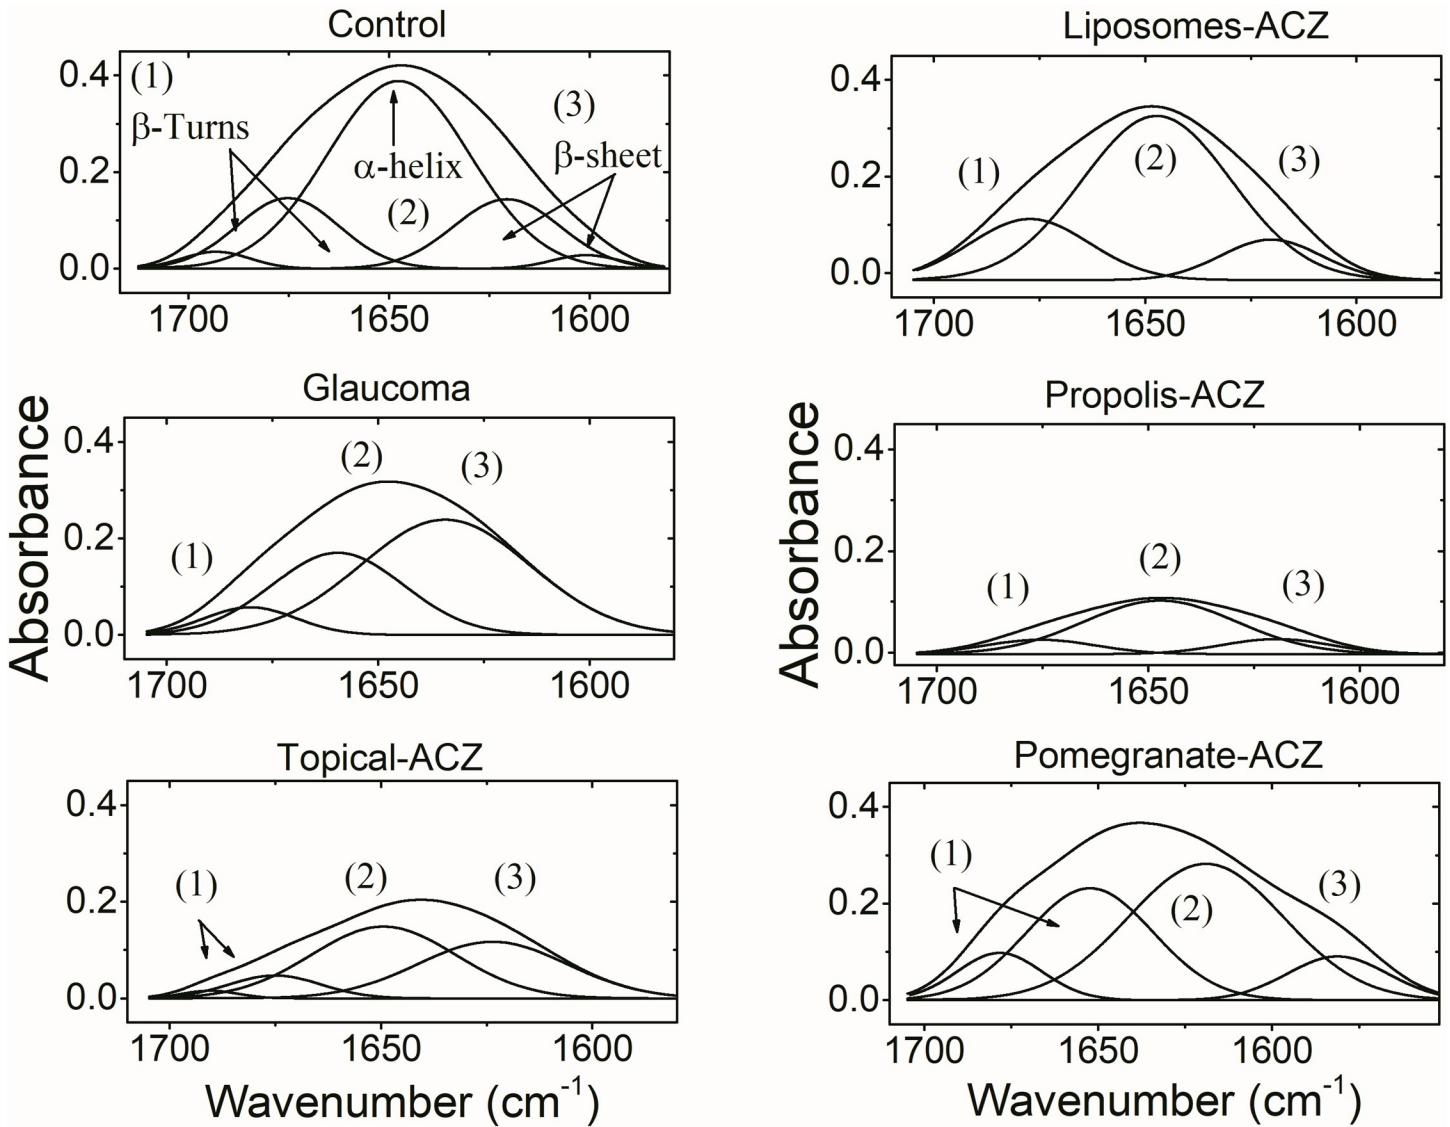 Control
0.4
0.2
0.0
(1)
β-Turns
α-helix
(2)
(3)
β-sheet
1700 1650 1600
Liposomes-ACZ
0.4
0.2
0.0
(1)
(2)
(3)
1700 1650 1600
Glaucoma
0.4
0.2
0.0
(1)
(2)
(3)
1700 1650 1600
Absorbance
Propolis-ACZ
0.4
0.2
0.0
(1)
(2)
(3)
1700 1650 1600
Absorbance
Topical-ACZ
0.4
0.2
0.0
(1)
(2)
(3)
1700 1650 1600
Wavenumber (cm⁻¹)
Pomegranate-ACZ
0.4
0.2
0.0
(1)
(2)
(3)
1700 1650 1600
Wavenumber (cm⁻¹)